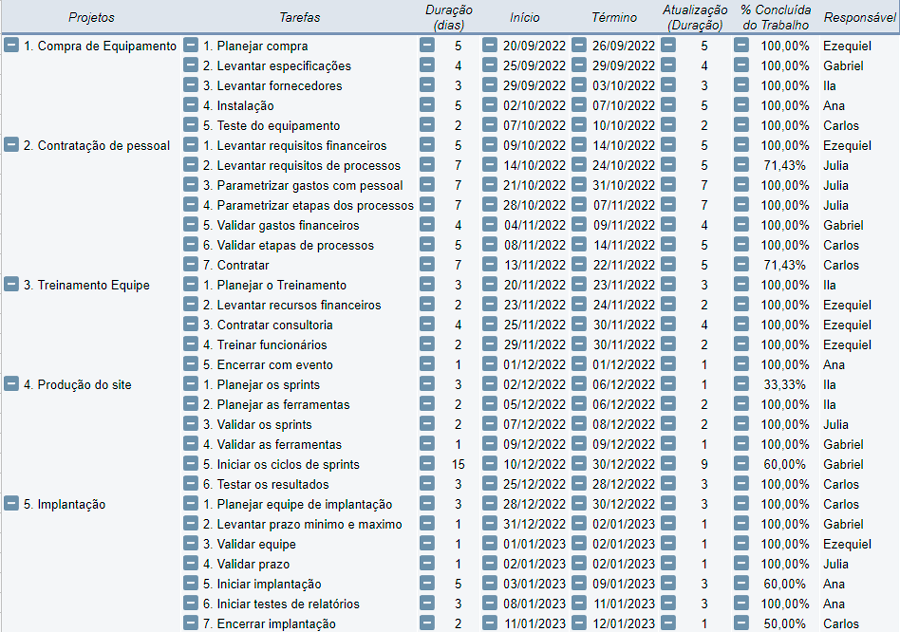 Projetos Tarefas Duração (dias) Início Término Atualização (Duração) % Concluída do Trabalho Responsável
1. Compra de Equipamento 1. Planejar compra 5 20/09/2022 26/09/2022 5 100,00% Ezequiel
2. Levantar especificações 4 25/09/2022 29/09/2022 4 100,00% Gabriel
3. Levantar fornecedores 3 29/09/2022 03/10/2022 3 100,00% Ila
4. Instalação 5 02/10/2022 07/10/2022 5 100,00% Ana
5. Teste do equipamento 2 07/10/2022 10/10/2022 2 100,00% Carlos
2. Contratação de pessoal 1. Levantar requisitos financeiros 5 09/10/2022 14/10/2022 5 100,00% Ezequiel
2. Levantar requisitos de processos 7 14/10/2022 24/10/2022 5 71,43% Julia
3. Parametrizar gastos com pessoal 7 21/10/2022 31/10/2022 7 100,00% Julia
4. Parametrizar etapas dos processos 7 28/10/2022 07/11/2022 7 100,00% Julia
5. Validar gastos financeiros 4 04/11/2022 09/11/2022 4 100,00% Gabriel
6. Validar etapas de processos 5 08/11/2022 14/11/2022 5 100,00% Carlos
7. Contratar 7 13/11/2022 22/11/2022 5 71,43% Carlos
3. Treinamento Equipe 1. Planejar o Treinamento 3 20/11/2022 23/11/2022 3 100,00% Ila
2. Levantar recursos financeiros 2 23/11/2022 24/11/2022 2 100,00% Ezequiel
3. Contratar consultoria 4 25/11/2022 30/11/2022 4 100,00% Ezequiel
4. Treinar funcionários 2 29/11/2022 30/11/2022 2 100,00% Ezequiel
5. Encerrar com evento 1 01/12/2022 01/12/2022 1 100,00% Ana
4. Produção do site 1. Planejar os sprints 3 02/12/2022 06/12/2022 1 33,33% Ila
2. Planejar as ferramentas 2 05/12/2022 06/12/2022 2 100,00% Ila
3. Validar os sprints 2 07/12/2022 08/12/2022 2 100,00% Julia
4. Validar as ferramentas 1 09/12/2022 09/12/2022 1 100,00% Gabriel
5. Iniciar os ciclos de sprints 15 10/12/2022 30/12/2022 9 60,00% Gabriel
6. Testar os resultados 3 25/12/2022 28/12/2022 3 100,00% Carlos
5. Implantação 1. Planejar equipe de implantação 3 28/12/2022 30/12/2022 3 100,00% Carlos
2. Levantar prazo minimo e maximo 1 31/12/2022 02/01/2023 1 100,00% Gabriel
3. Validar equipe 1 01/01/2023 02/01/2023 1 100,00% Ezequiel
4. Validar prazo 1 02/01/2023 02/01/2023 1 100,00% Julia
5. Iniciar implantação 5 03/01/2023 09/01/2023 3 60,00% Ana
6. Iniciar testes de relatórios 3 08/01/2023 11/01/2023 3 100,00% Ana
7. Encerrar implantação 2 11/01/2023 12/01/2023 1 50,00% Carlos